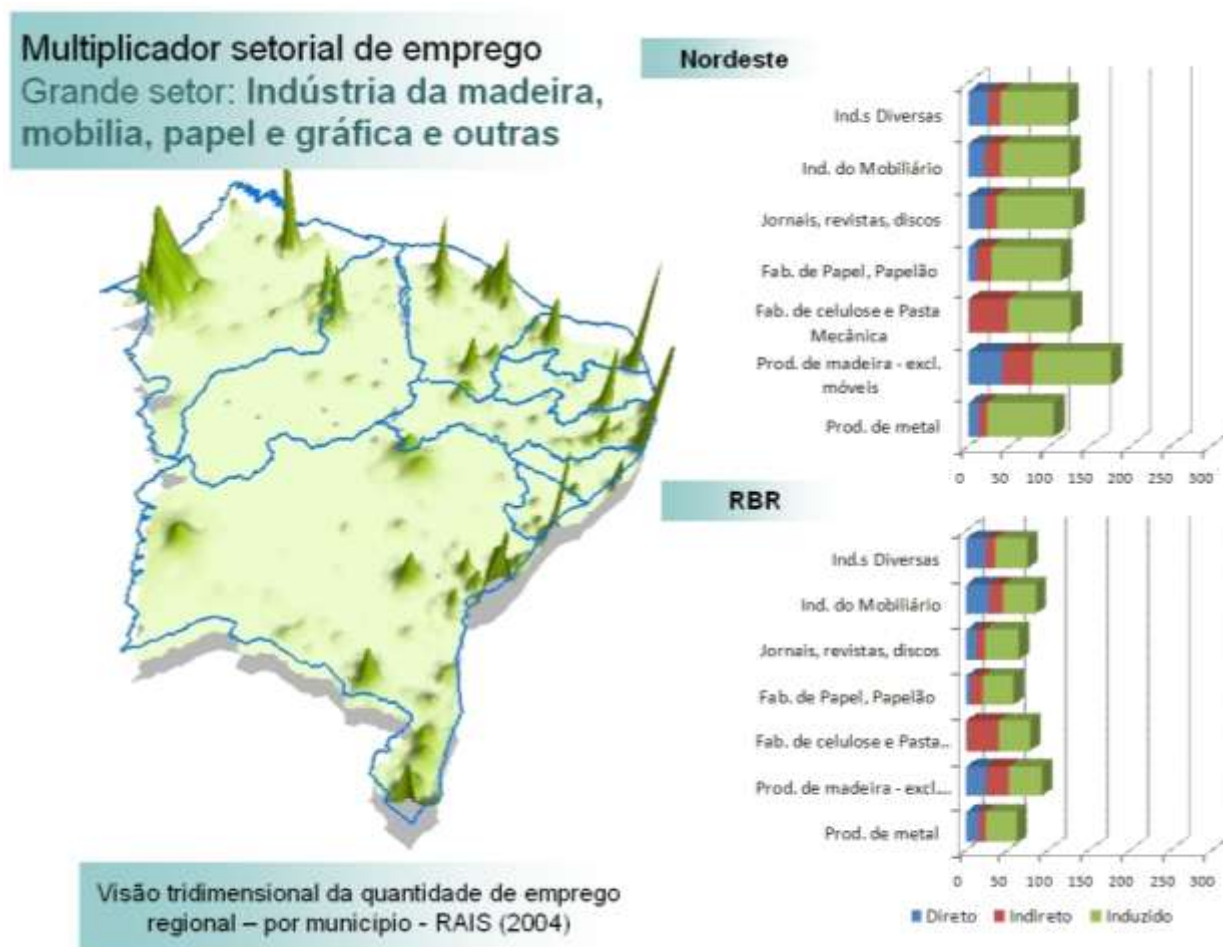 Multiplicador setorial de emprego
Grande setor: Indústria da madeira,
mobilia, papel e gráfica e outras
Nordeste
Ind.s Diversas
Ind. do Mobiliário
Jornais, revistas, discos
Fab. de Papel, Papelão
Fab. de celulose e Pasta
Mecânica
Prod. de madeira - excl.
móveis
Prod. de metal
0 50 100 150 200 250 300
RBR
Ind.s Diversas
Ind. do Mobiliário
Jornais, revistas, discos
Fab. de Papel, Papelão
Fab. de celulose e Pasta..
Prod. de madeira - excl....
Prod. de metal
0 50 100 150 200 250 300
Direto Indireto Induzido
Visão tridimensional da quantidade de emprego
regional – por municipio - RAIS (2004)